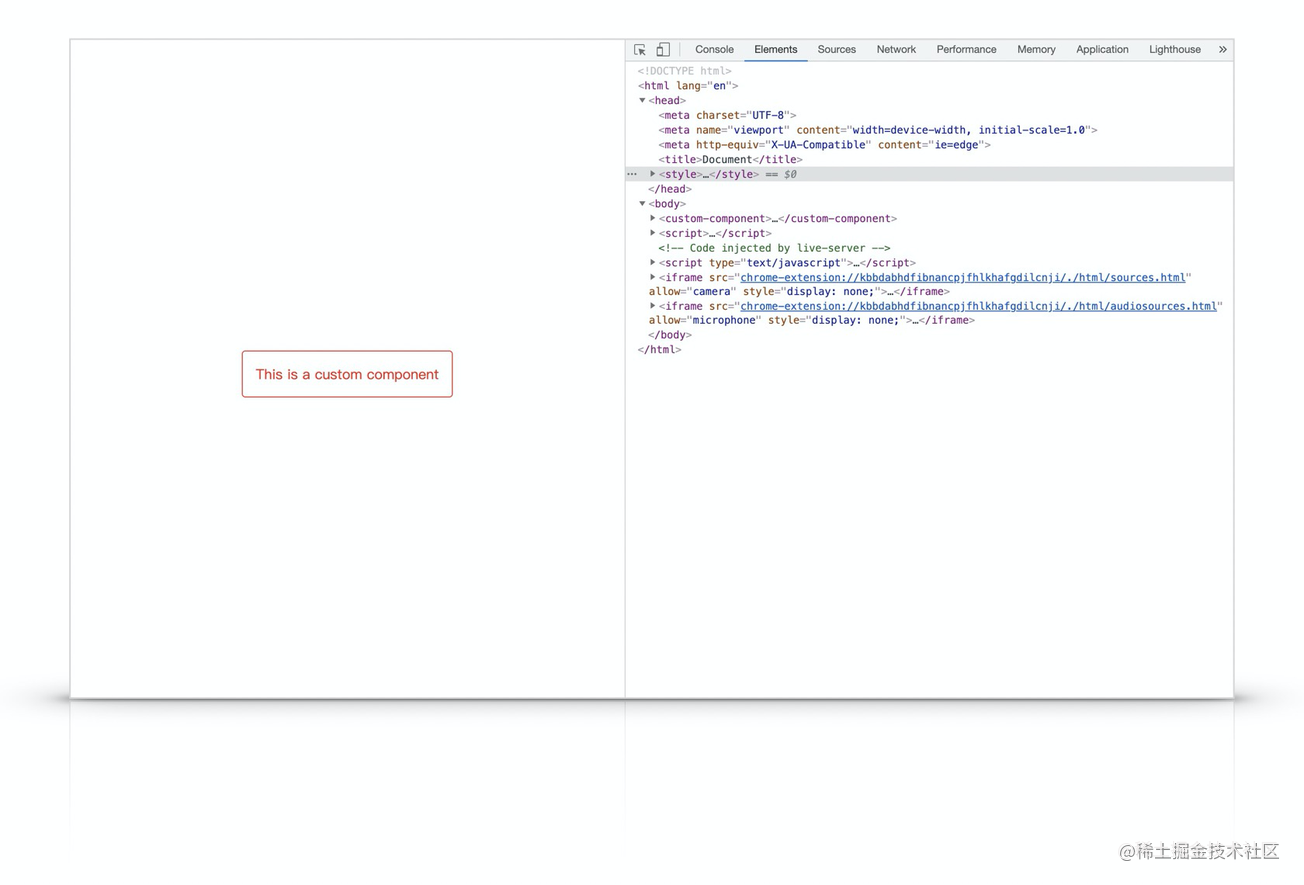 Console Elements Sources Network Performance Memory Application Lighthouse »
<!DOCTYPE html>
<html lang="en">
<head>
<meta charset="UTF-8">
<meta name="viewport" content="width=device-width, initial-scale=1.0">
<meta http-equiv="X-UA-Compatible" content="ie=edge">
<title>Document</title>
… <style>…</style> == $0
</head>
<body>
<custom-component>…</custom-component>
<script>…</script>
<!-- Code injected by live-server -->
<script type="text/javascript">…</script>
<iframe src="chrome-extension://kbbdabhdfibnancpjfhlkhafgdilcnji/./html/sources.html"
allow="camera" style="display: none;">…</iframe>
<iframe src="chrome-extension://kbbdabhdfibnancpjfhlkhafgdilcnji/./html/audiosources.html"
allow="microphone" style="display: none;">…</iframe>
</body>
</html>
This is a custom component
@稀土掘金技术社区